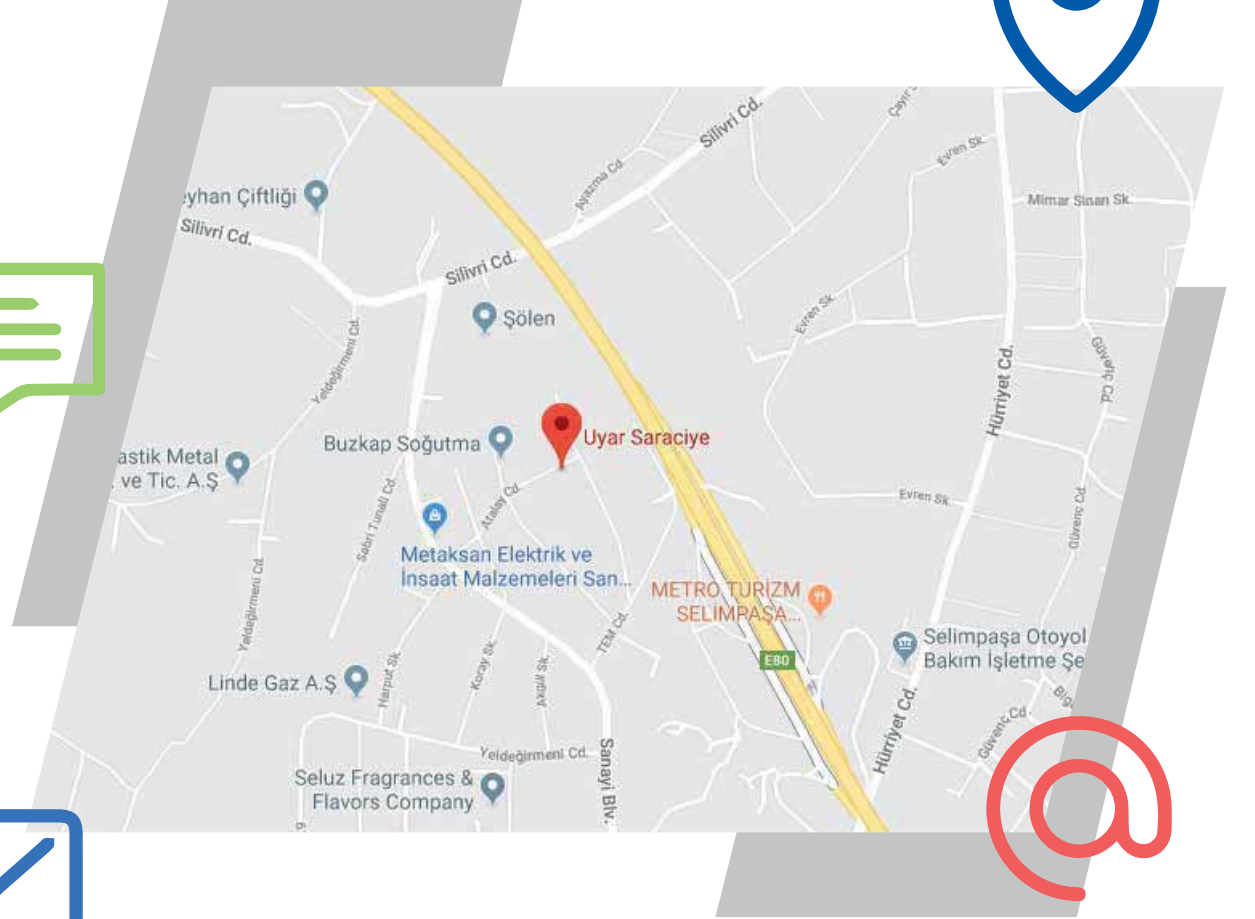 Silivri Cd.
Çayır S
Evren Sk.
Ayazma Cd.
eyhan Çiftliği
Mimar Sinan Sk.
Silivri Cd.
Silivri Cd.
Şölen
Evren Sk.
Yeldeğirmeni Cd.
Güvenç Cd.
Hürriyet Cd.
Buzkap Soğutma
Uyar Saraciye
astik Metal
. ve Tic. A.Ş
Sabri Tunalı Cd.
Atalay Cd.
Evren Sk.
Güvenç Cd.
Metaksan Elektrik ve
İnsaat Malzemeleri San...
METRO TURİZM
SELİMPAŞA...
Yeldeğirmeni Cd.
TEM Cd.
Selimpaşa Otoyol
Bakım İşletme Şe
E80
Linde Gaz A.Ş
Harput Sk.
Koray Sk.
Akgül Sk.
Hürriyet Cd.
Güvenç Cd.
Yeldeğirmeni Cd.
Sanayi Blv.
Seluz Fragrances &
Flavors Company